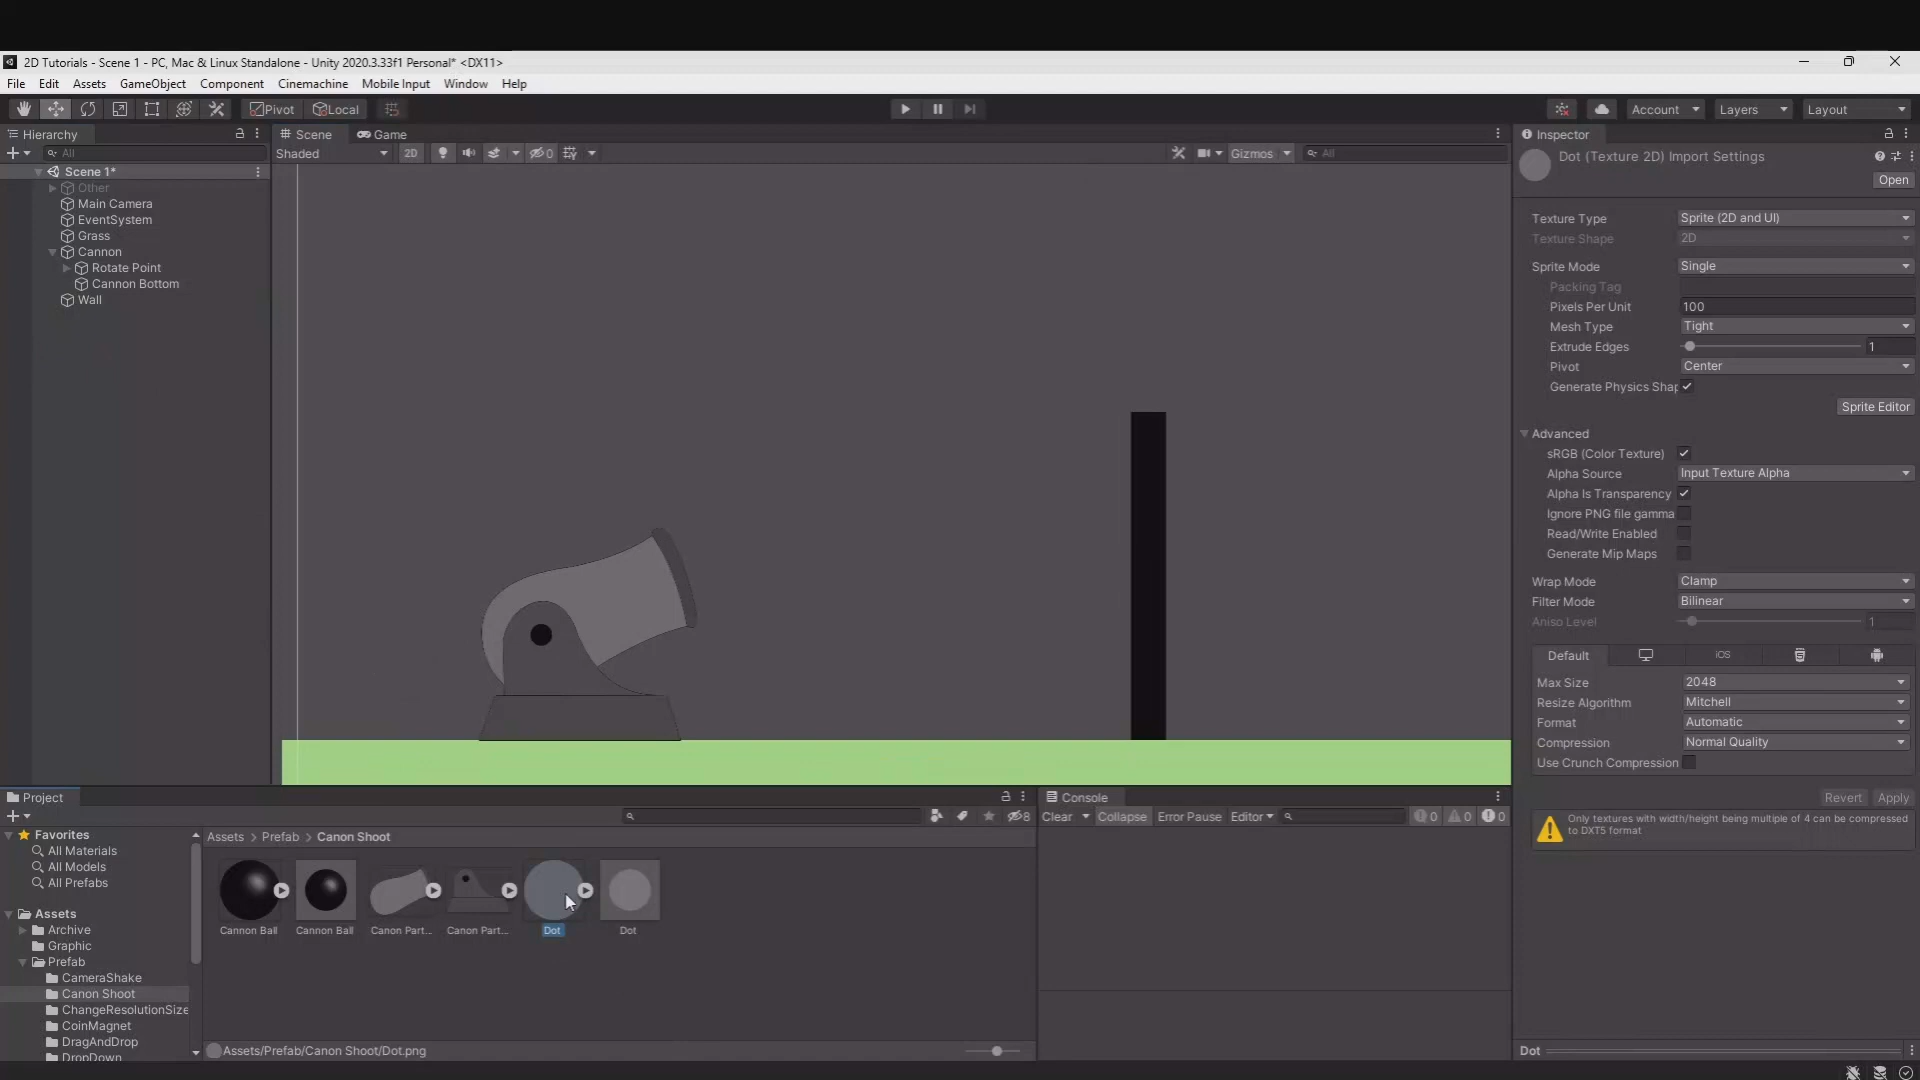 2D Tutorials - Scene 1 - PC, Mac & Linux Standalone - Unity 2020.3.33f1 Personal* <DX11>
File Edit Assets GameObject Component Cinemachine Mobile Input Window Help
Pivot Local Account Layers Layout
Hierarchy
All
Scene 1*
Other
Main Camera
EventSystem
Grass
Cannon
Rotate Point
Cannon Bottom
Wall
Scene Game
Shaded 2D 0 Gizmos All
Inspector
Dot (Texture 2D) Import Settings
Open
Texture Type Sprite (2D and UI)
Texture Shape 2D
Sprite Mode Single
Packing Tag
Pixels Per Unit 100
Mesh Type Tight
Extrude Edges 1
Pivot Center
Generate Physics Shap
Sprite Editor
Advanced
sRGB (Color Texture)
Alpha Source Input Texture Alpha
Alpha Is Transparency
Ignore PNG file gamma
Read/Write Enabled
Generate Mip Maps
Wrap Mode Clamp
Filter Mode Bilinear
Aniso Level 1
Default iOS
Max Size 2048
Resize Algorithm Mitchell
Format Automatic
Compression Normal Quality
Use Crunch Compression
Revert Apply
Only textures with width/height being multiple of 4 can be compressed
to DXT5 format
Dot
Project
8
Favorites
All Materials
All Models
All Prefabs
Assets
Archive
Graphic
Prefab
CameraShake
Canon Shoot
ChangeResolutionSize
CoinMagnet
DragAndDrop
DropDown
Assets > Prefab > Canon Shoot
Cannon Ball Cannon Ball Canon Part... Canon Part... Dot Dot
Assets/Prefab/Canon Shoot/Dot.png
Console
Clear Collapse Error Pause Editor 0 0 0